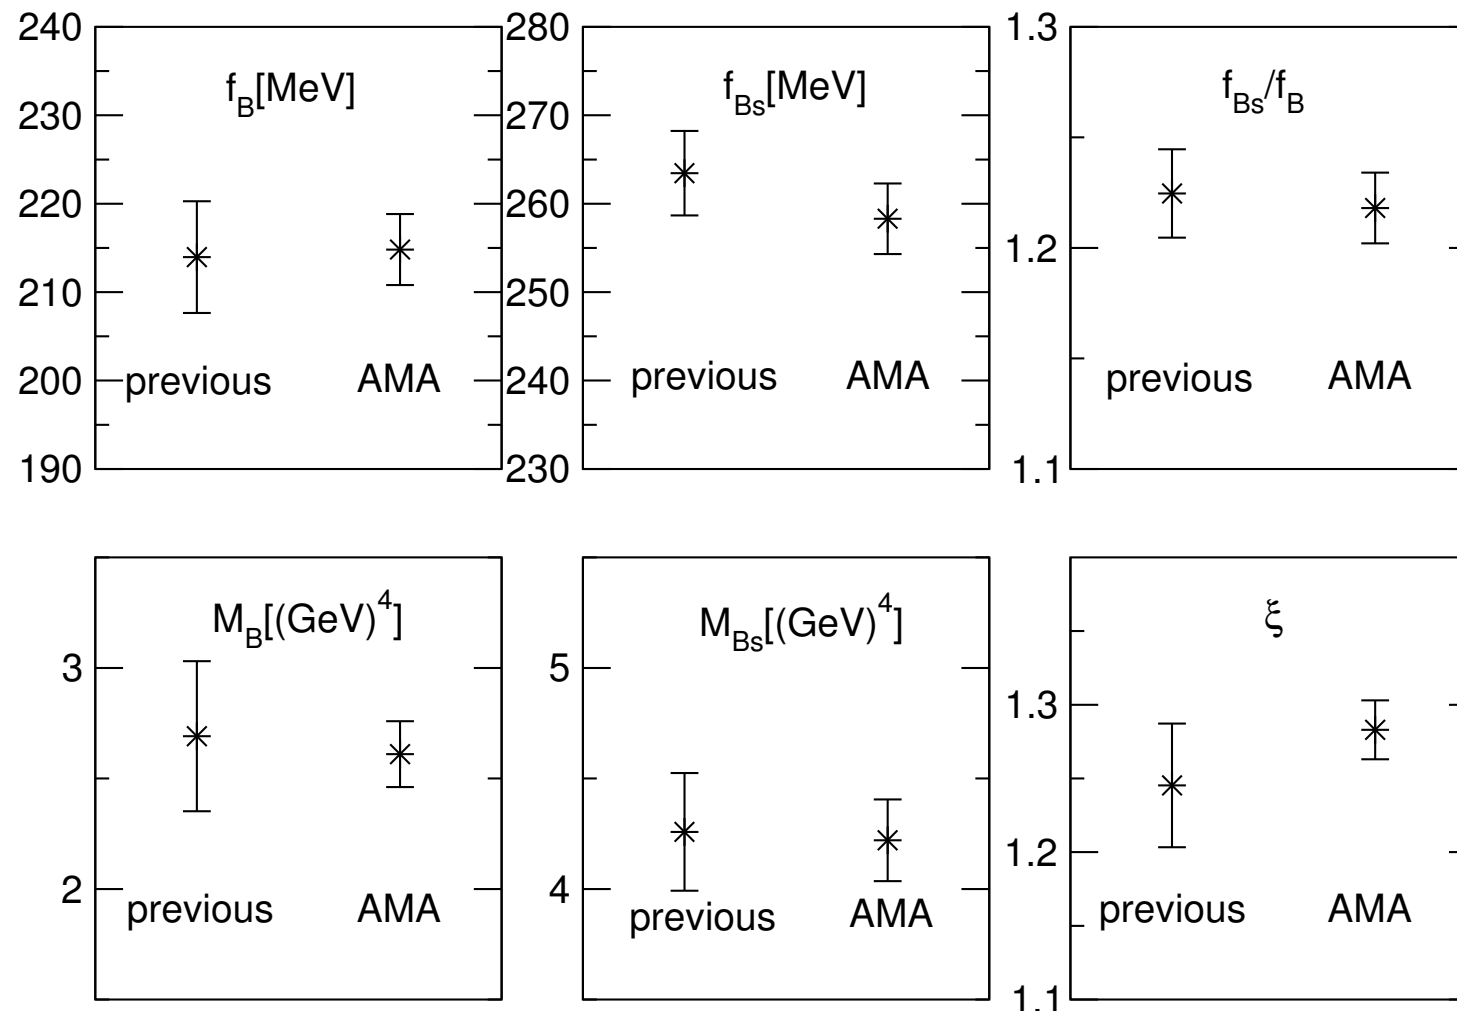 240
230
220
210
200
190
f_B[MeV]
previous
AMA
280
270
260
250
240
230
f_Bs[MeV]
previous
AMA
1.3
1.2
1.1
f_Bs/f_B
previous
AMA
3
2
M_B[(GeV)^4]
previous
AMA
5
4
M_Bs[(GeV)^4]
previous
AMA
1.3
1.2
1.1
ξ
previous
AMA